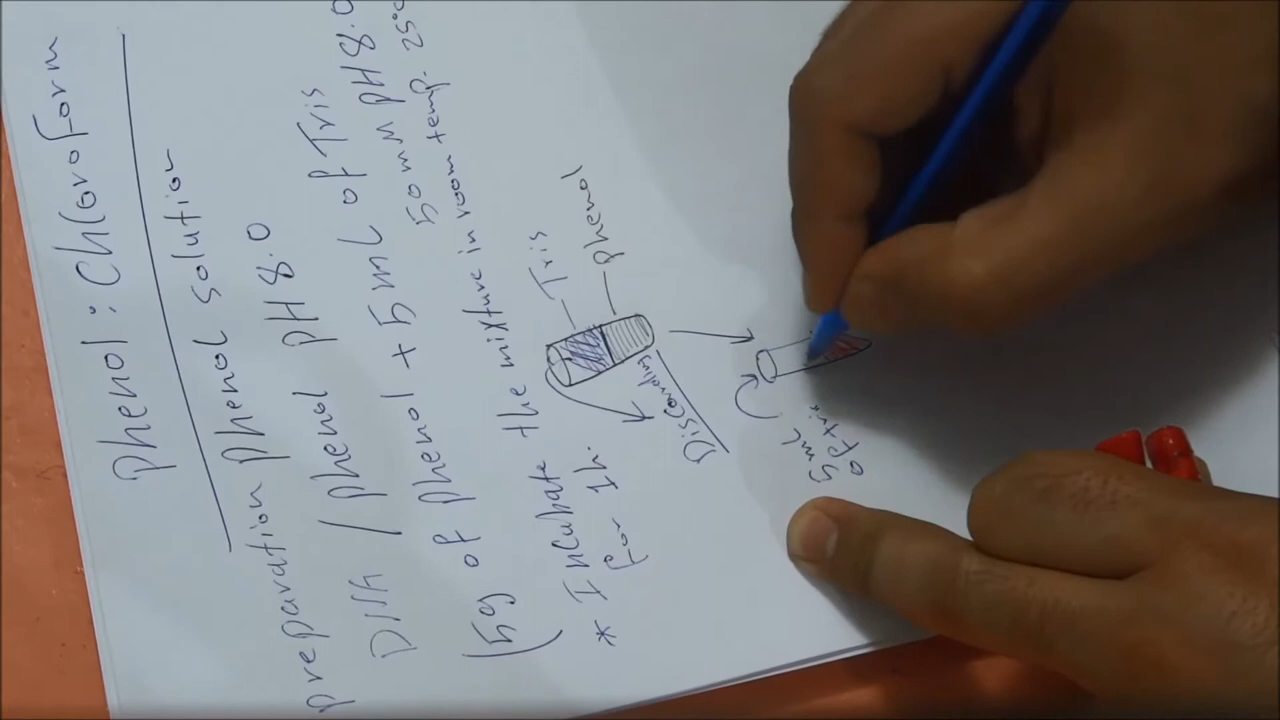 Phenol : Chloroform
preparation phenol solution
DNA / phenol pH 8.0
(5g of phenol + 5 mL of Tris
50 mM pH 8.0
* Incubate the mixture in room temp. 25°C
for 1h.
Tris
phenol
Discarding
5mL
of tris